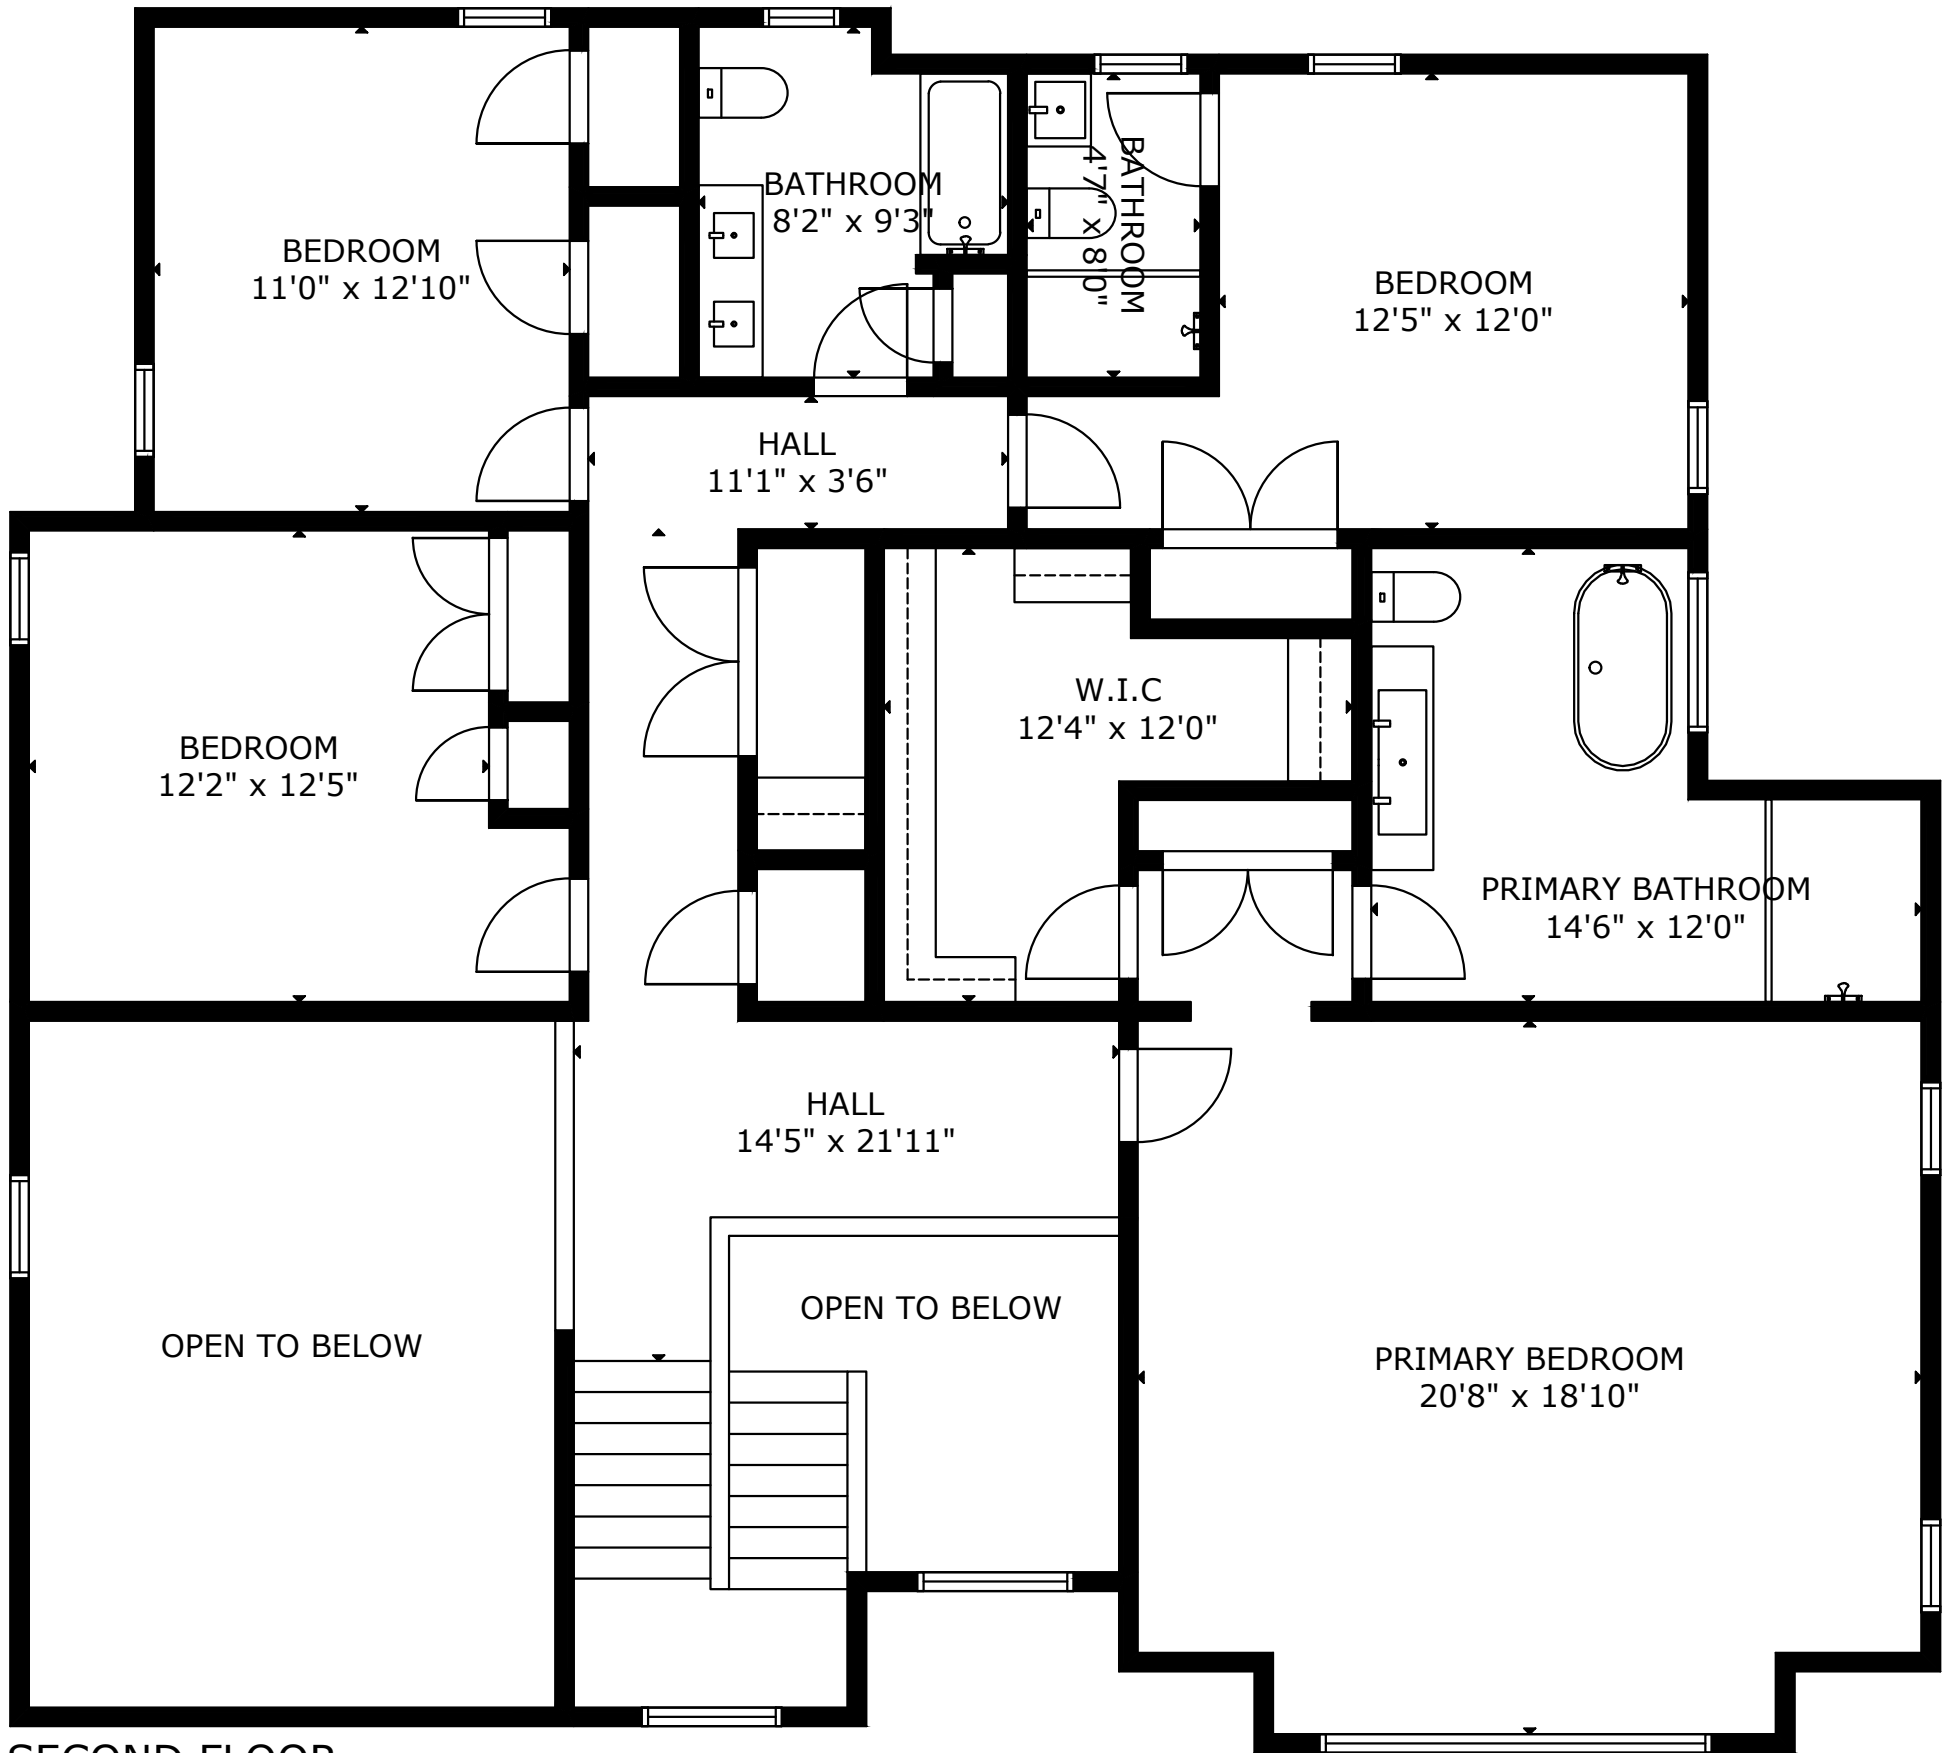 BATHROOM
8'2" x 9'3"
BATHROOM
4'7" x 8'0"
BEDROOM
11'0" x 12'10"
BEDROOM
12'5" x 12'0"
HALL
11'1" x 3'6"
W.I.C
12'4" x 12'0"
BEDROOM
12'2" x 12'5"
PRIMARY BATHROOM
14'6" x 12'0"
HALL
14'5" x 21'11"
OPEN TO BELOW
OPEN TO BELOW
PRIMARY BEDROOM
20'8" x 18'10"
SECOND FLOOR